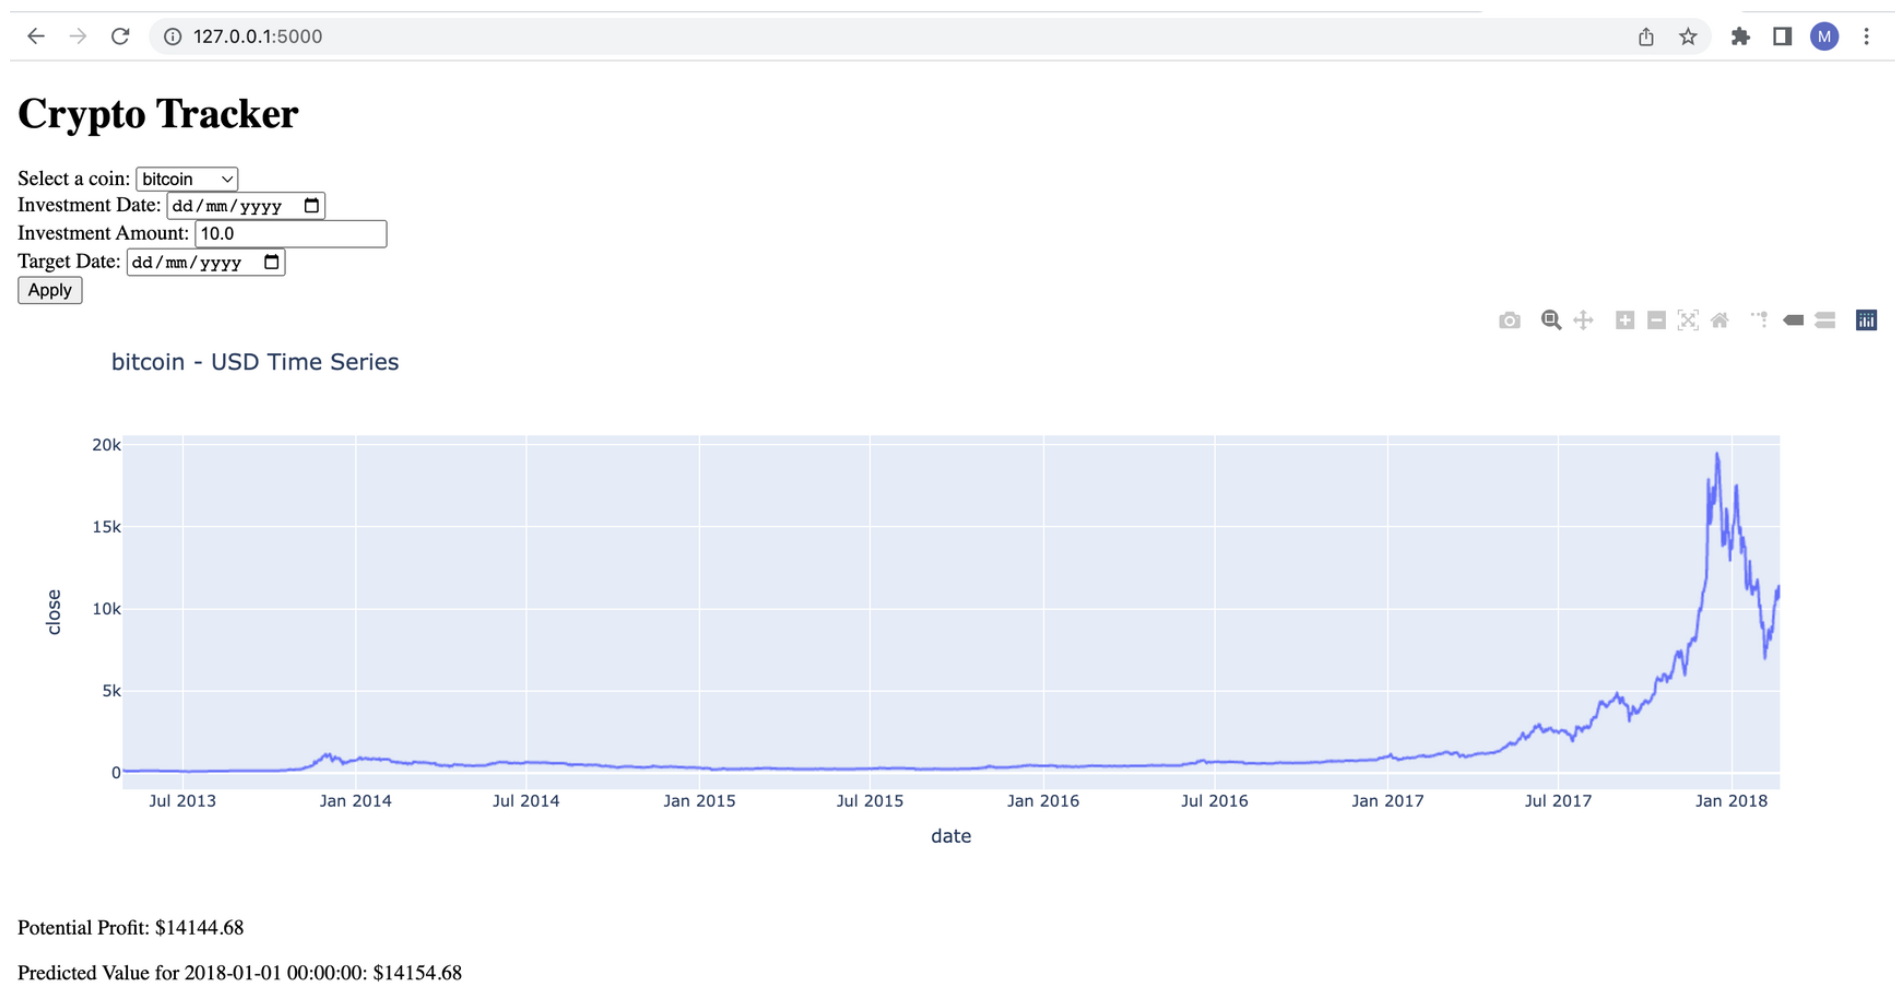 127.0.0.1:5000
M
Crypto Tracker
Select a coin: bitcoin
Investment Date: dd/mm/yyyy
Investment Amount: 10.0
Target Date: dd/mm/yyyy
Apply
bitcoin - USD Time Series
20k
15k
10k
5k
0
close
Jul 2013 Jan 2014 Jul 2014 Jan 2015 Jul 2015 Jan 2016 Jul 2016 Jan 2017 Jul 2017 Jan 2018
date
Potential Profit: $14144.68
Predicted Value for 2018-01-01 00:00:00: $14154.68